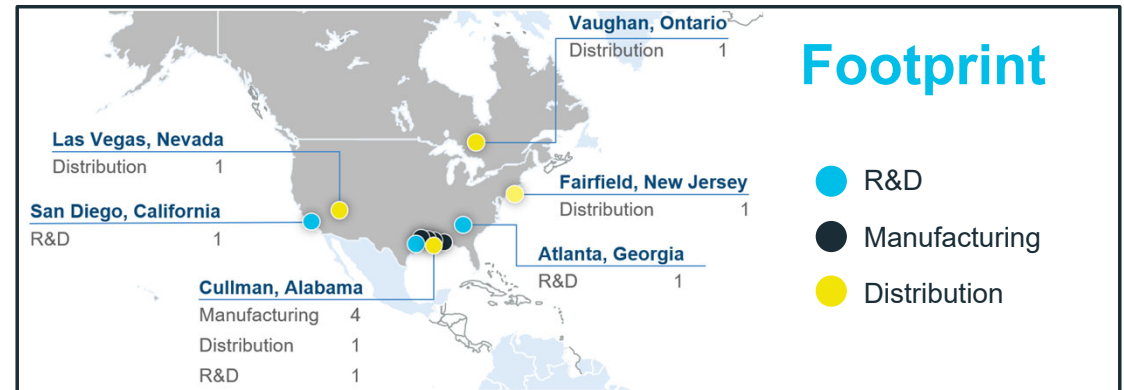 Vaughan, Ontario
Distribution 1
Footprint
Las Vegas, Nevada
Distribution 1
San Diego, California
R&D 1
Fairfield, New Jersey
Distribution 1
Atlanta, Georgia
R&D 1
Cullman, Alabama
Manufacturing 4
Distribution 1
R&D 1
R&D
Manufacturing
Distribution